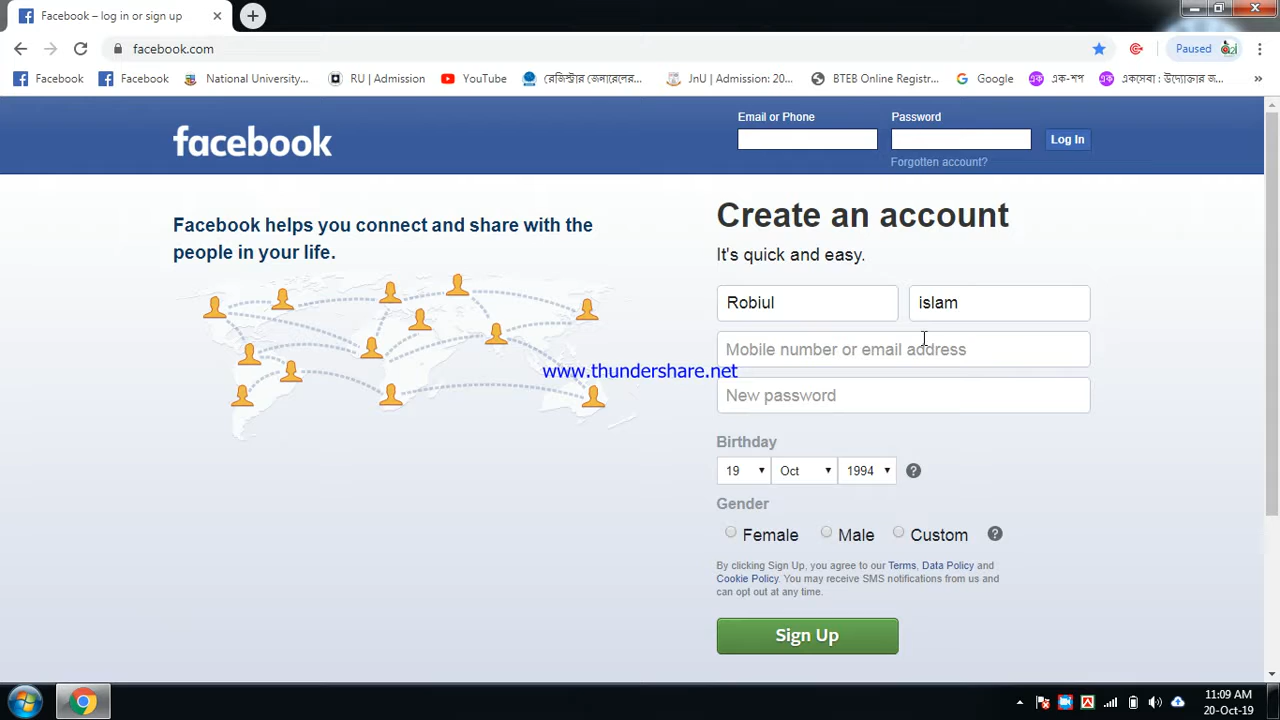 Facebook – log in or sign up
facebook.com
Paused
Facebook
Facebook
National University...
RU | Admission
YouTube
রেজিস্টার জেনারেলের...
JnU | Admission: 20...
BTEB Online Registr...
Google
এক-শপ
একসেবা : উদ্যোক্তার জ...
facebook
Email or Phone
Password
Log In
Forgotten account?
Facebook helps you connect and share with the
people in your life.
Create an account
It's quick and easy.
Robiul
islam
Mobile number or email address
www.thundershare.net
New password
Birthday
19
Oct
1994
Gender
Female
Male
Custom
By clicking Sign Up, you agree to our Terms, Data Policy and
Cookie Policy. You may receive SMS notifications from us and
can opt out at any time.
Sign Up
11:09 AM
20-Oct-19